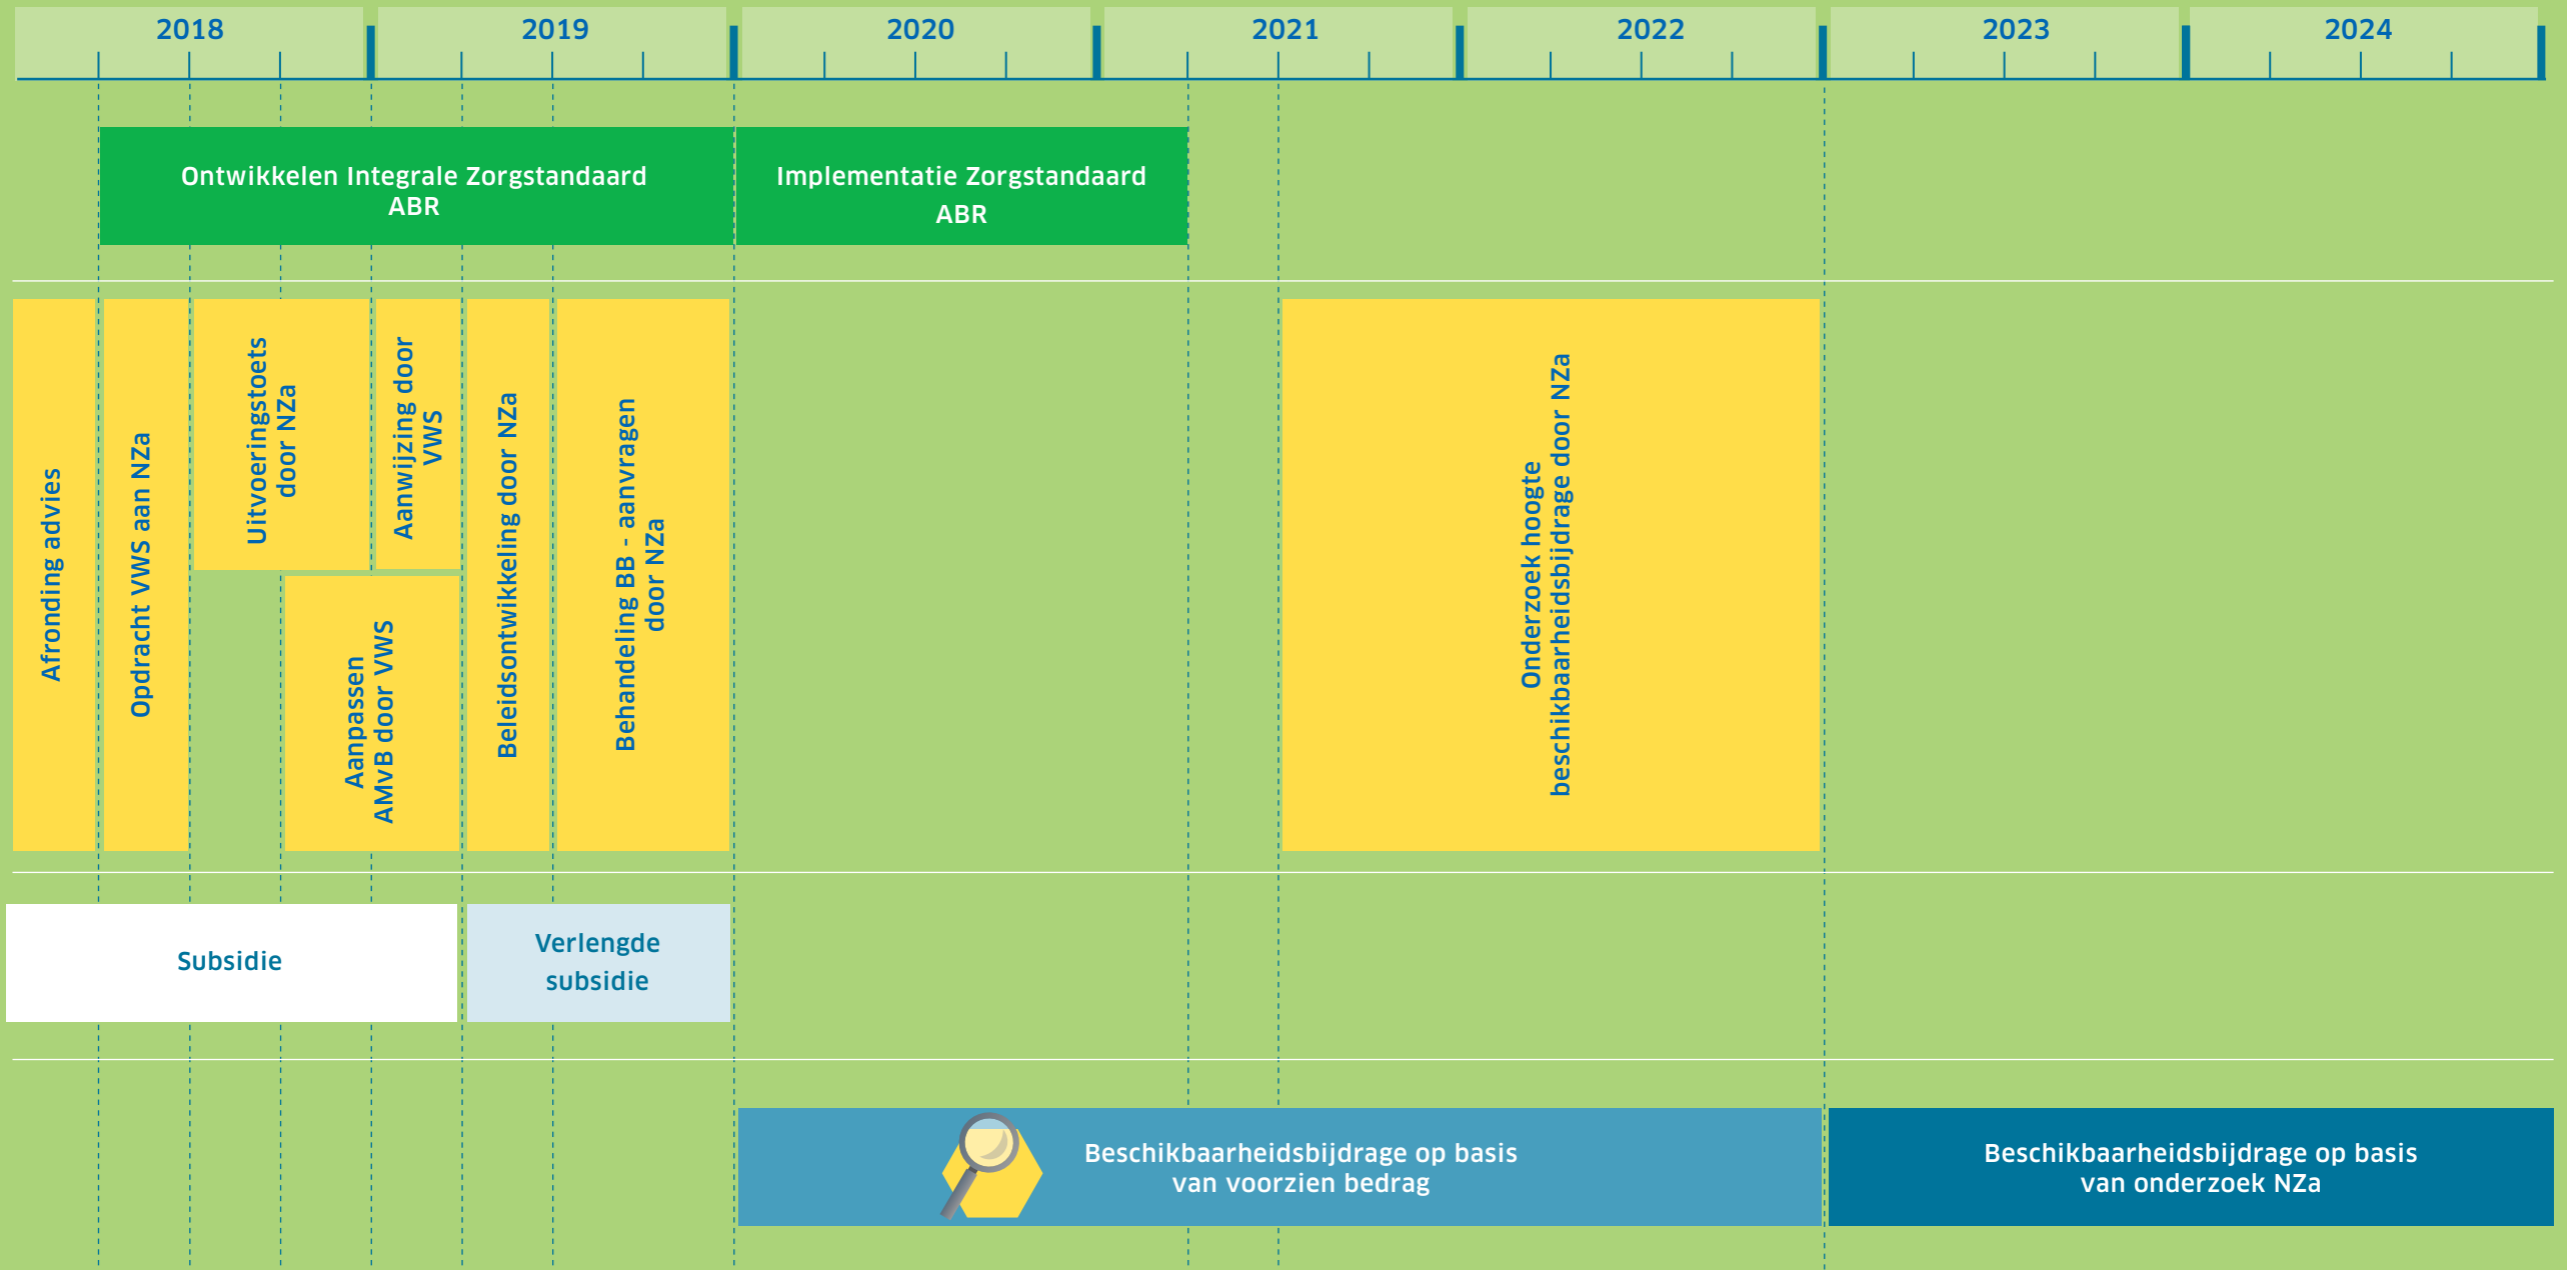 2018
2019
2020
2021
2022
2023
2024
Ontwikkelen Integrale Zorgstandaard
ABR
Implementatie Zorgstandaard
ABR
Afronding advies
Opdracht VWS aan NZa
Uitvoeringstoets
door NZa
Aanpassen
AMvB door VWS
Aanwijzing door
VWS
Beleidsontwikkeling door NZa
Behandeling BB - aanvragen
door NZa
Onderzoek hoogte
beschikbaarheidsbijdrage door NZa
Subsidie
Verlengde
subsidie
Beschikbaarheidsbijdrage op basis
van voorzien bedrag
Beschikbaarheidsbijdrage op basis
van onderzoek NZa